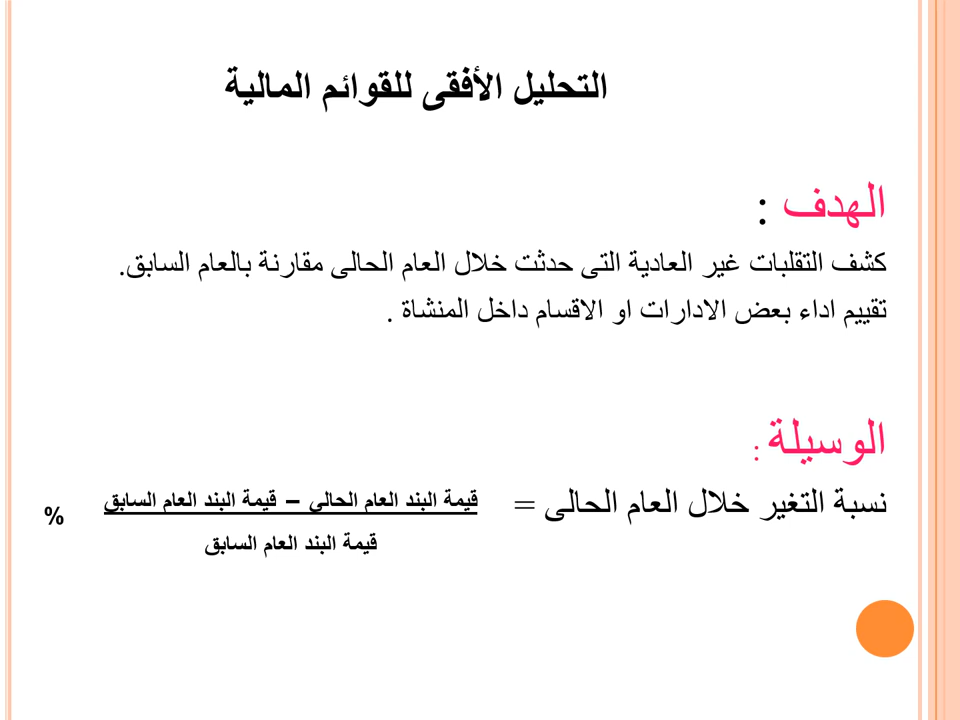 التحليل الأفقى للقوائم المالية
الهدف :
كشف التقلبات غير العادية التى حدثت خلال العام الحالى مقارنة بالعام السابق.
تقييم اداء بعض الادارات او الاقسام داخل المنشاة .
الوسيلة :
نسبة التغير خلال العام الحالى = قيمة البند العام الحالي – قيمة البند العام السابق %
قيمة البند العام السابق